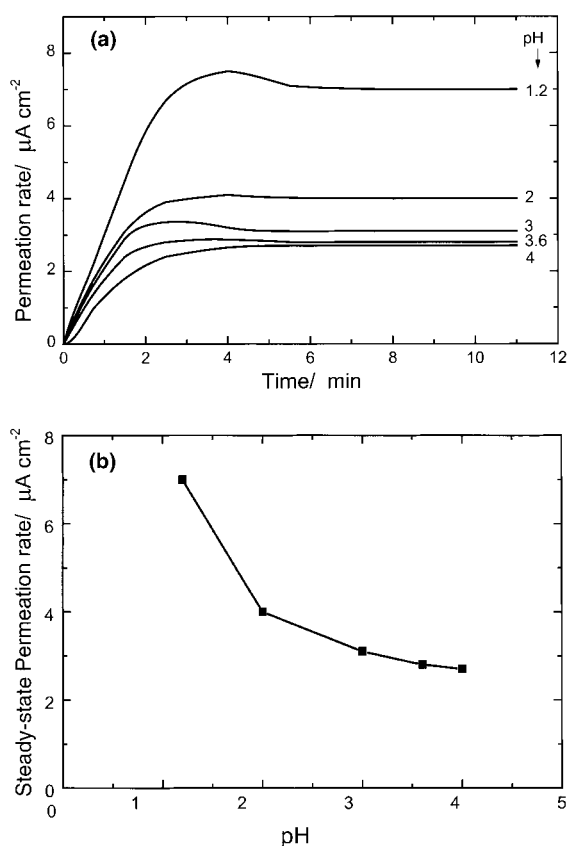 (a)
pH
8
6
4
2
0
1.2
2
3
3.6
4
Permeation rate/ μA cm⁻²
0 2 4 6 8 10 12
Time/ min
(b)
8
6
4
2
0
Steady-state Permeation rate/ μA cm⁻²
0 1 2 3 4 5
pH